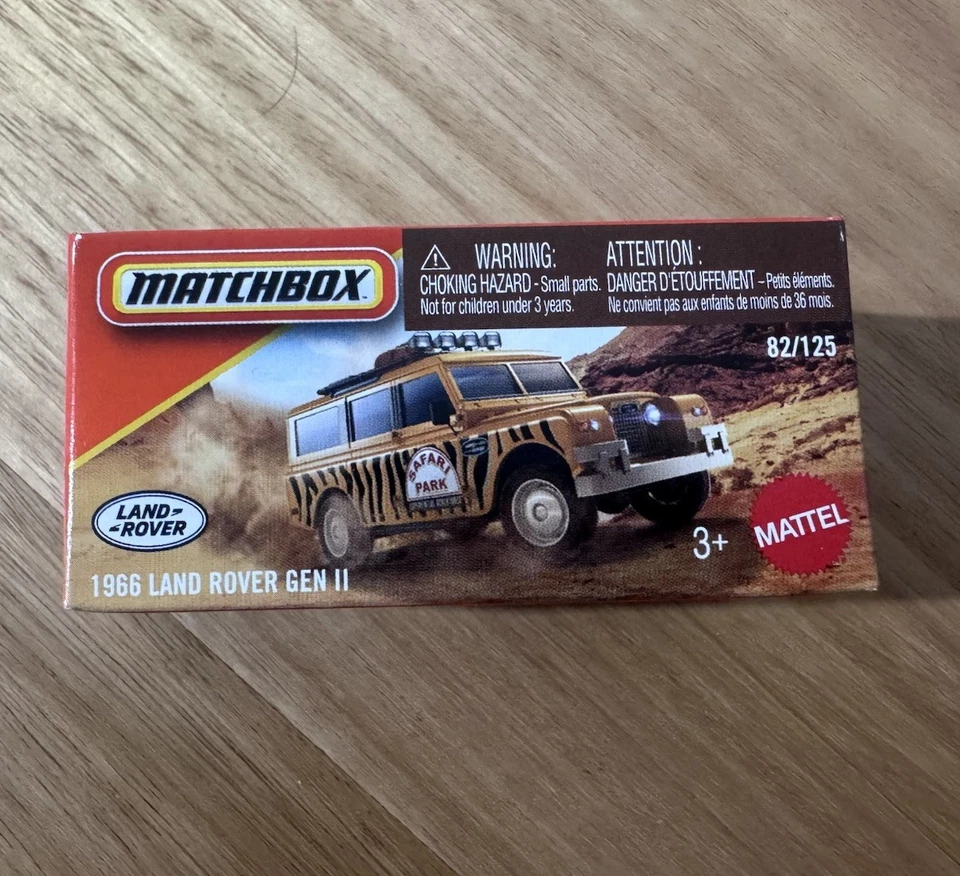 MATCHBOX
WARNING:
CHOKING HAZARD - Small parts.
Not for children under 3 years.
ATTENTION :
DANGER D'ÉTOUFFEMENT – Petits éléments.
Ne convient pas aux enfants de moins de 36 mois.
82/125
SAFARI
PARK
LAND-
-ROVER
3+
MATTEL
1966 LAND ROVER GEN II